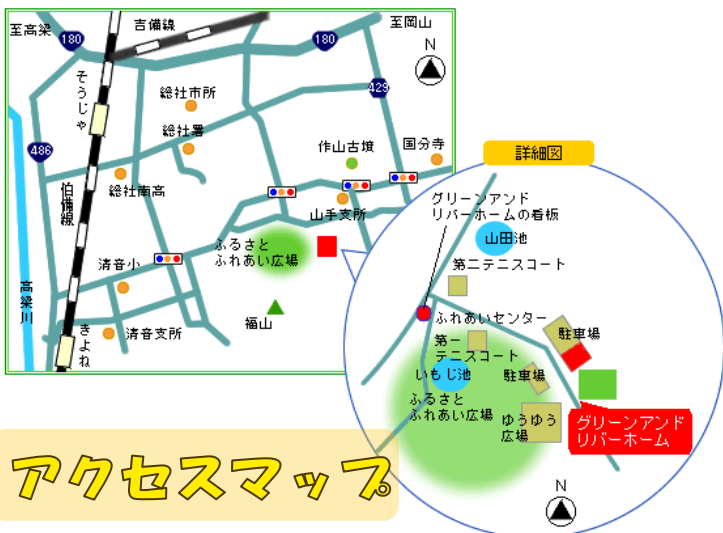 至高梁
吉備線
至岡山
180
180
N
そうじゃ
総社市所
429
総社署
486
作山古墳
国分寺
詳細図
伯備線
総社南高
グリーンアンド
リバーホームの看板
山手支所
山田池
ふるさと
ふれあい広場
清音小
第二テニスコート
高梁川
福山
ふれあいセンター
きよね
清音支所
第一
テニスコート
駐車場
いもじ池
駐車場
ふるさと
ふれあい広場
ゆうゆう
広場
グリーンアンド
リバーホーム
アクセスマップ
N